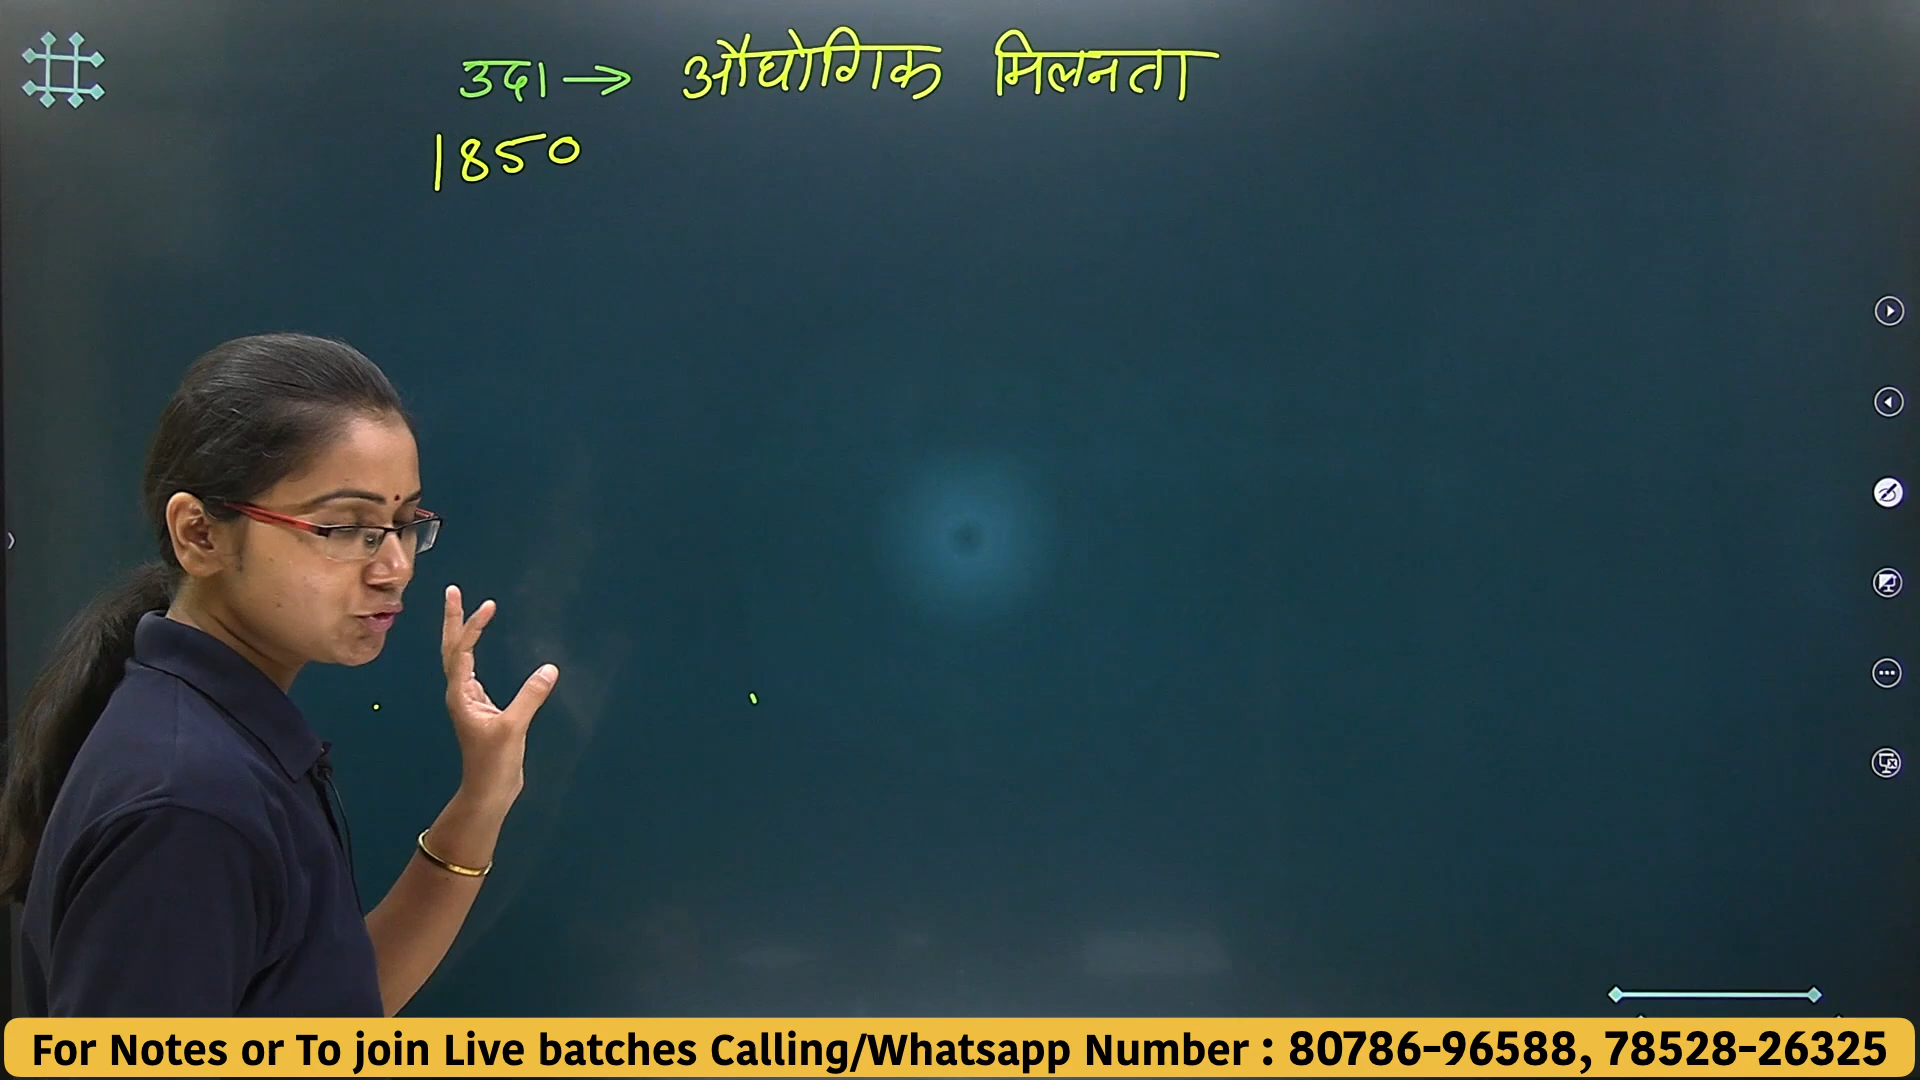 उदा → औद्योगिक मिलनता
1850
For Notes or To join Live batches Calling/Whatsapp Number : 80786-96588, 78528-26325